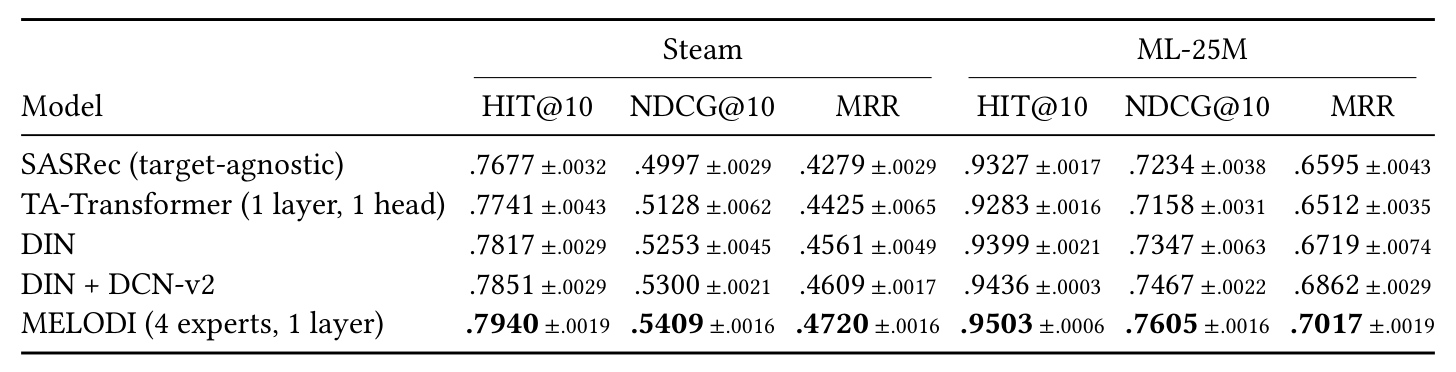 Steam ML-25M
Model HIT@10 NDCG@10 MRR HIT@10 NDCG@10 MRR
SASRec (target-agnostic) .7677 ±.0032 .4997 ±.0029 .4279 ±.0029 .9327 ±.0017 .7234 ±.0038 .6595 ±.0043
TA-Transformer (1 layer, 1 head) .7741 ±.0043 .5128 ±.0062 .4425 ±.0065 .9283 ±.0016 .7158 ±.0031 .6512 ±.0035
DIN .7817 ±.0029 .5253 ±.0045 .4561 ±.0049 .9399 ±.0021 .7347 ±.0063 .6719 ±.0074
DIN + DCN-v2 .7851 ±.0029 .5300 ±.0021 .4609 ±.0017 .9436 ±.0003 .7467 ±.0022 .6862 ±.0029
MELODI (4 experts, 1 layer) .7940 ±.0019 .5409 ±.0016 .4720 ±.0016 .9503 ±.0006 .7605 ±.0016 .7017 ±.0019